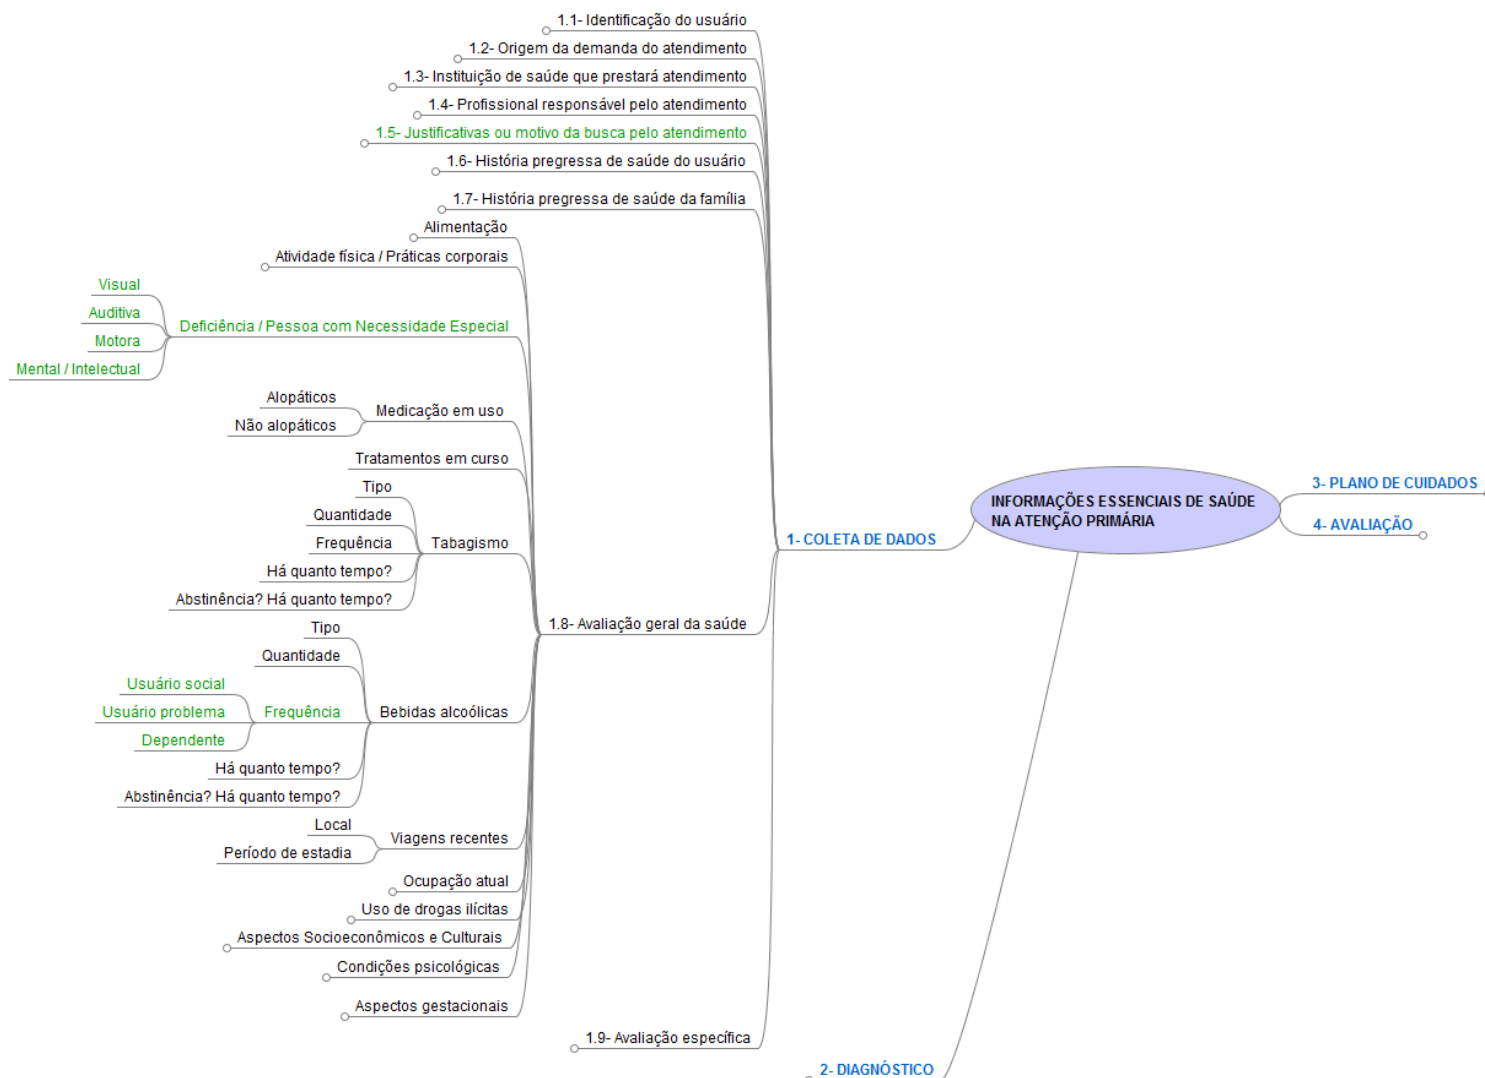 1.1- Identificação do usuário
1.2- Origem da demanda do atendimento
1.3- Instituição de saúde que prestará atendimento
1.4- Profissional responsável pelo atendimento
1.5- Justificativas ou motivo da busca pelo atendimento
1.6- História pregressa de saúde do usuário
1.7- História pregressa de saúde da família
Alimentação
Atividade física / Práticas corporais
Visual
Auditiva
Motora
Mental / Intelectual
Deficiência / Pessoa com Necessidade Especial
Alopáticos
Não alopáticos
Medicação em uso
Tratamentos em curso
Tipo
Quantidade
Frequência
Há quanto tempo?
Abstinência? Há quanto tempo?
Tabagismo
Tipo
Quantidade
Usuário social
Usuário problema
Dependente
Frequência
Há quanto tempo?
Abstinência? Há quanto tempo?
Bebidas alcoólicas
Local
Período de estadia
Viagens recentes
Ocupação atual
Uso de drogas ilícitas
Aspectos Socioeconômicos e Culturais
Condições psicológicas
Aspectos gestacionais
1.8- Avaliação geral da saúde
1.9- Avaliação específica
1- COLETA DE DADOS
INFORMAÇÕES ESSENCIAIS DE SAÚDE
NA ATENÇÃO PRIMÁRIA
2- DIAGNÓSTICO
3- PLANO DE CUIDADOS
4- AVALIAÇÃO